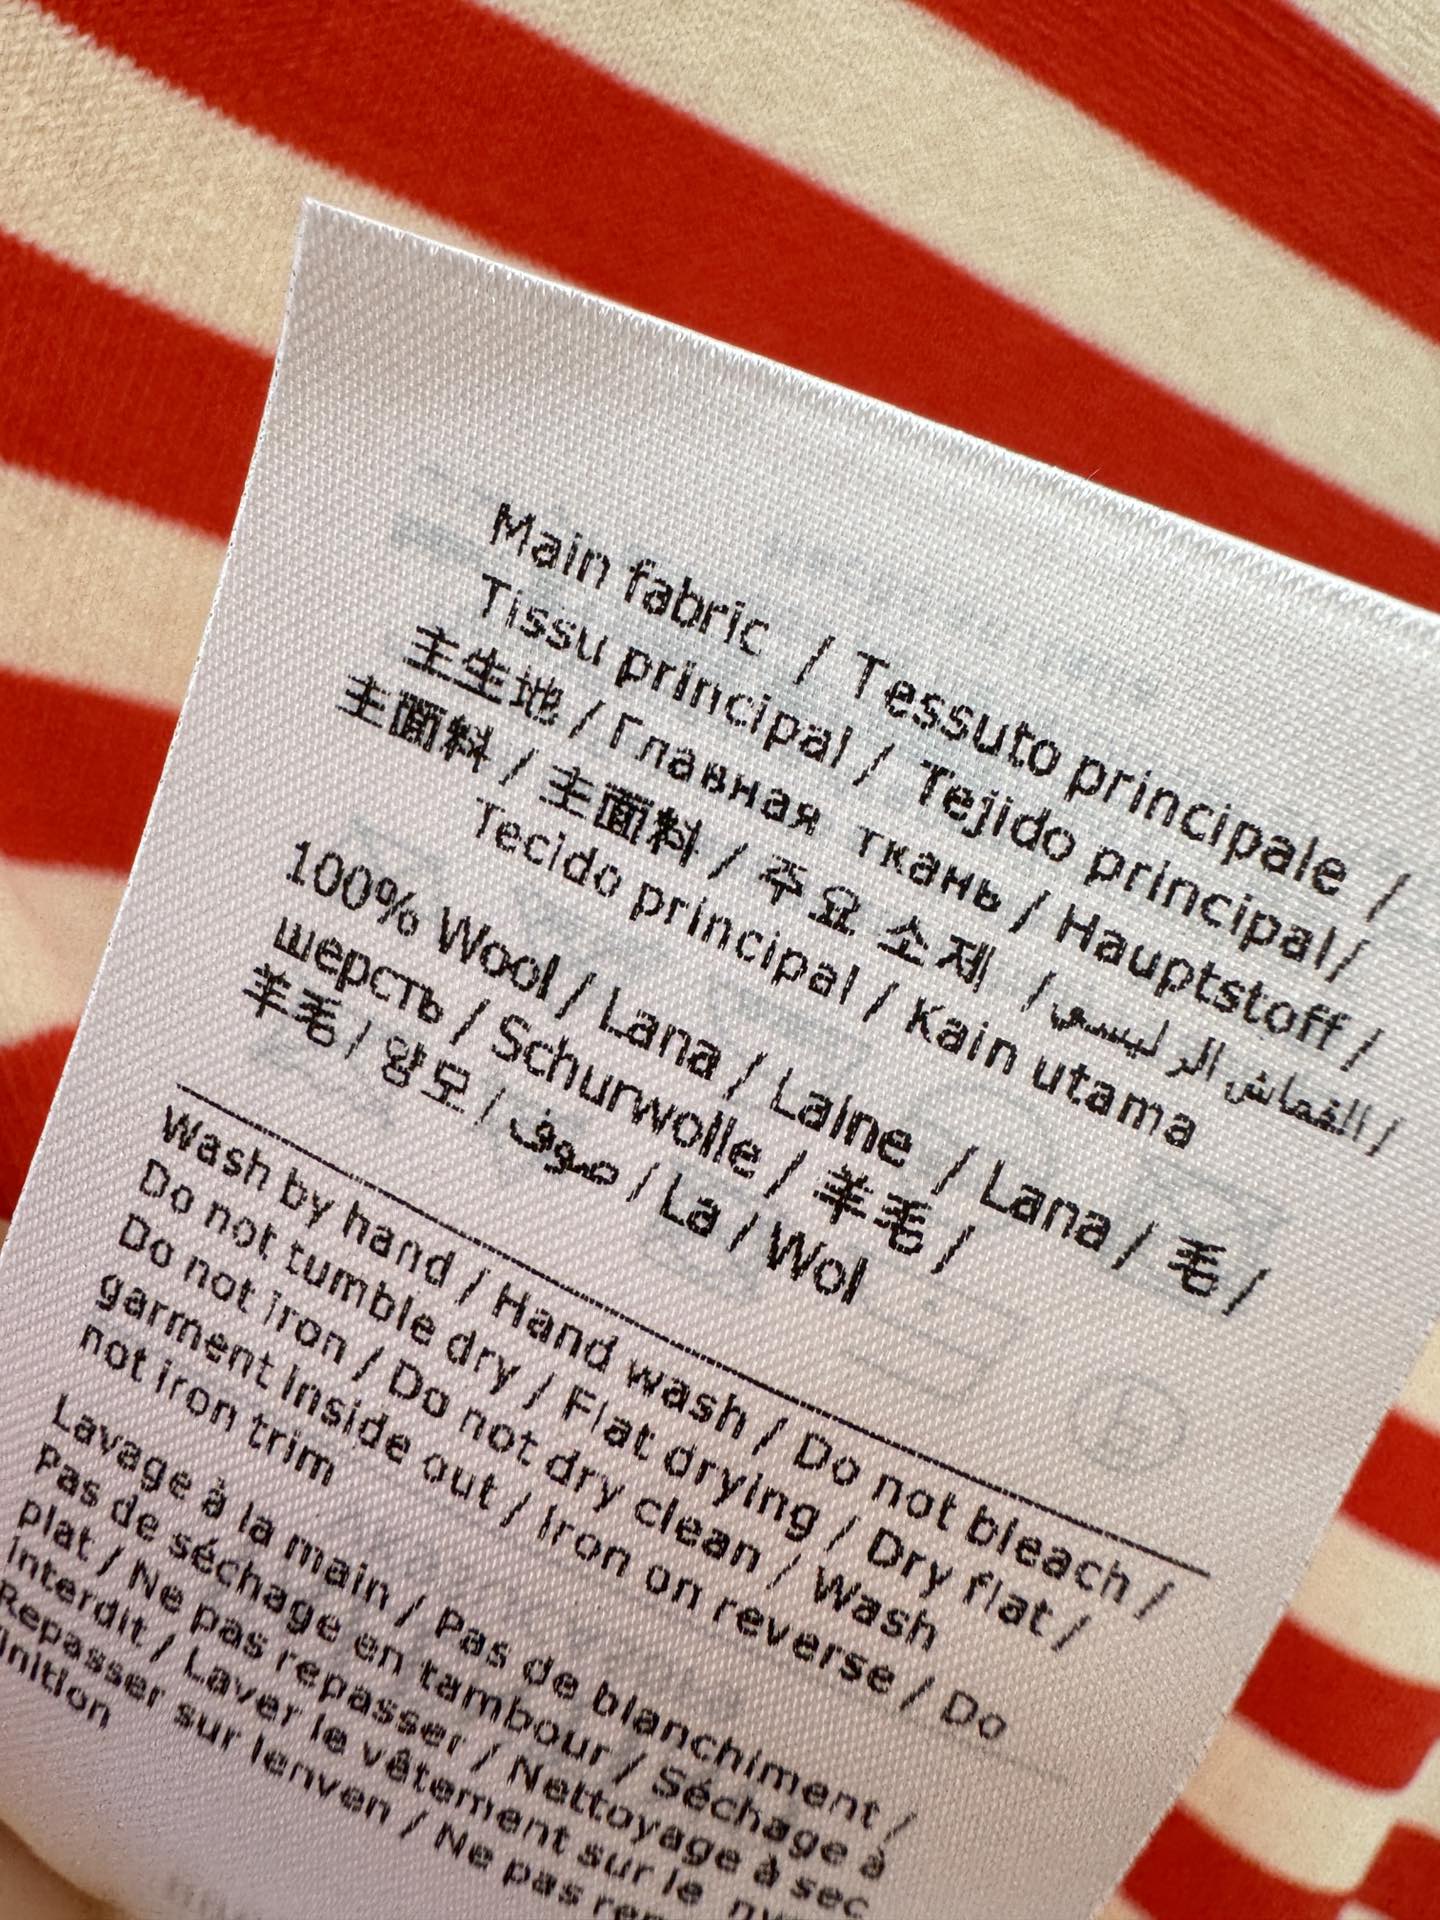 Main fabric / Tessuto principale /
Tissu principal / Tejido principal/
主生地 / Главная ткань / Hauptstoff /
主面料 / 主面料 / 주요 소재 / القماش الرئيسي /
Tecido principal / Kain utama
100% Wool / Lana / Laine / Lana / 毛 /
шерсть / Schurwolle / 羊毛 /
羊毛 / 양모 / صوف / La / Wol
Wash by hand / Hand wash / Do not bleach /
Do not tumble dry / Flat drying / Dry flat /
Do not iron / Do not dry clean / Wash
garment inside out / Iron on reverse / Do
not iron trim
Lavage à la main / Pas de blanchiment /
Pas de séchage en tambour / Séchage à
plat / Ne pas repasser / Nettoyage à sec
interdit / Laver le vêtement sur le
Repasser sur lenven / Ne pas
inition